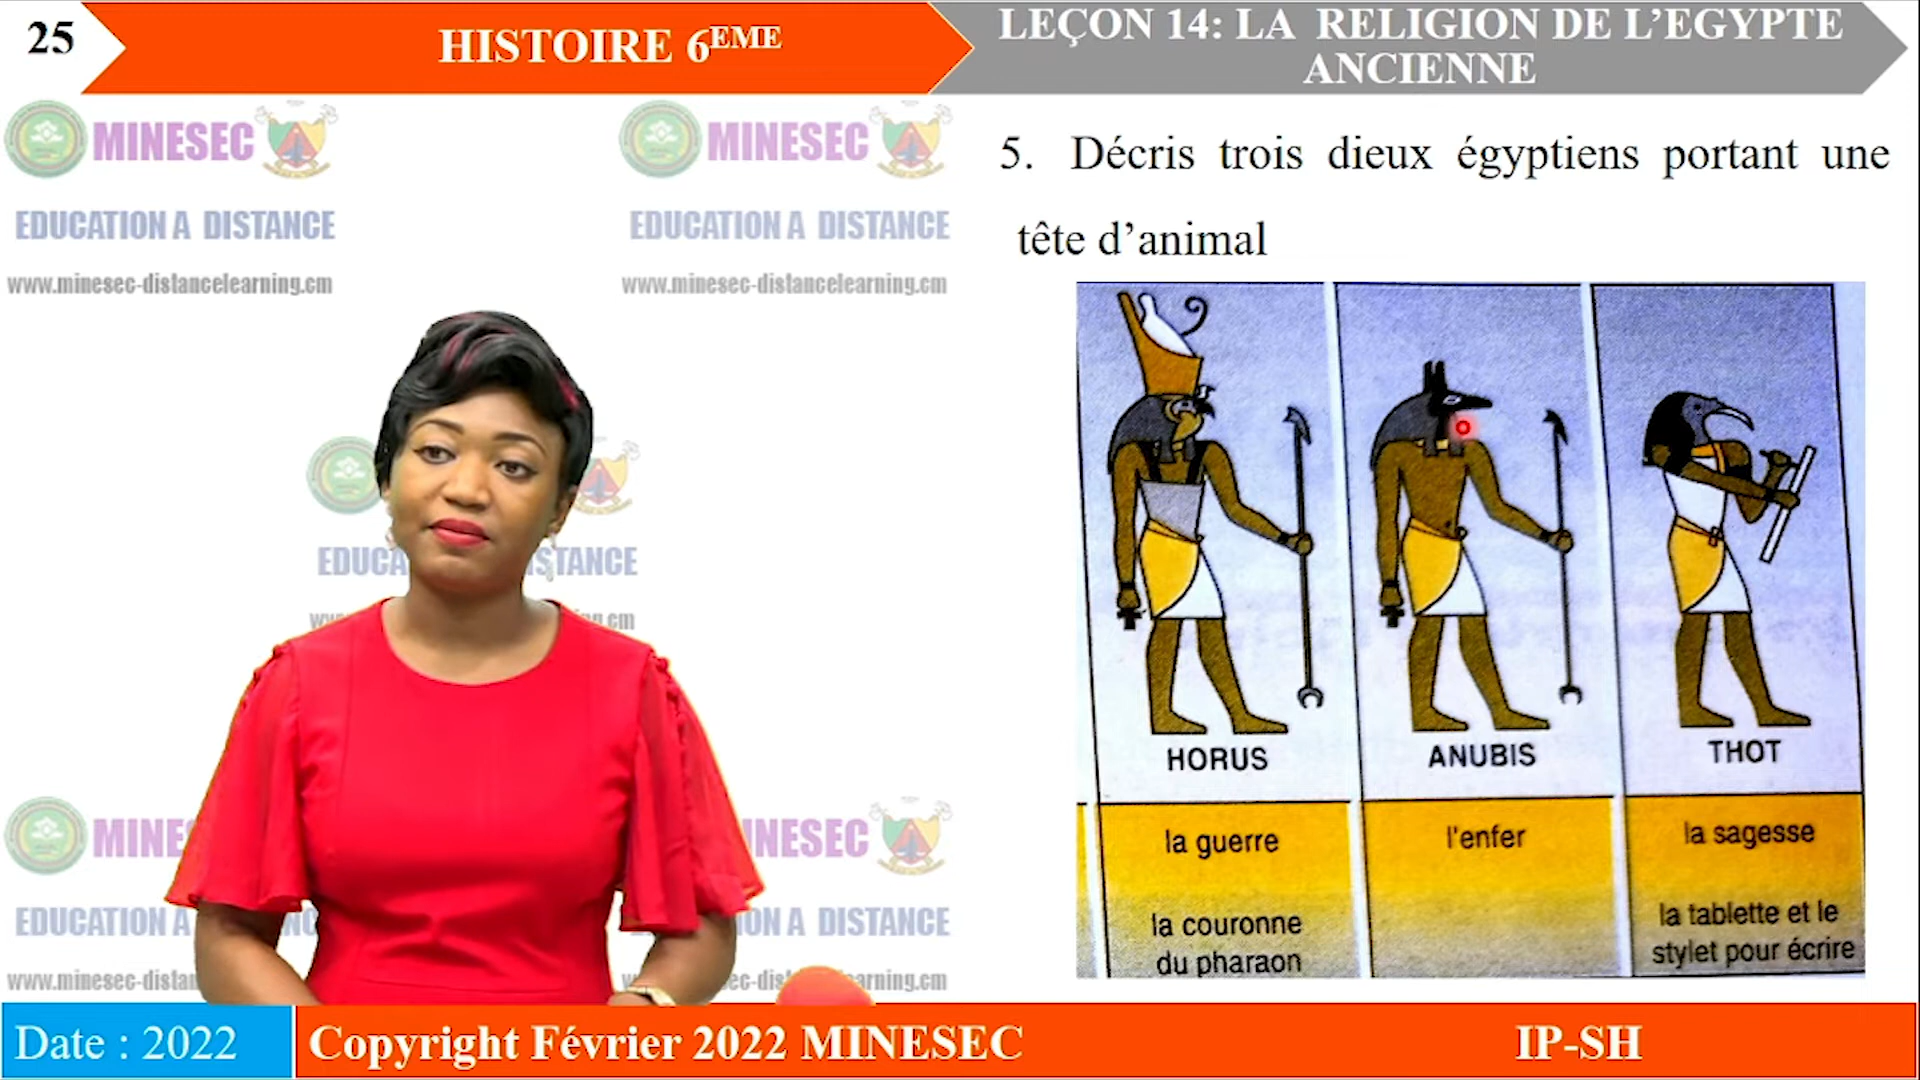 25
HISTOIRE 6EME
LEÇON 14: LA RELIGION DE L’EGYPTE
ANCIENNE
MINESEC
EDUCATION A DISTANCE
www.minesec-distancelearning.cm
MINESEC
EDUCATION A DISTANCE
www.minesec-distancelearning.cm
5. Décris trois dieux égyptiens portant une
tête d’animal
HORUS
ANUBIS
THOT
la guerre
l'enfer
la sagesse
la couronne
du pharaon
la tablette et le
stylet pour écrire
Date : 2022
Copyright Février 2022 MINESEC
IP-SH